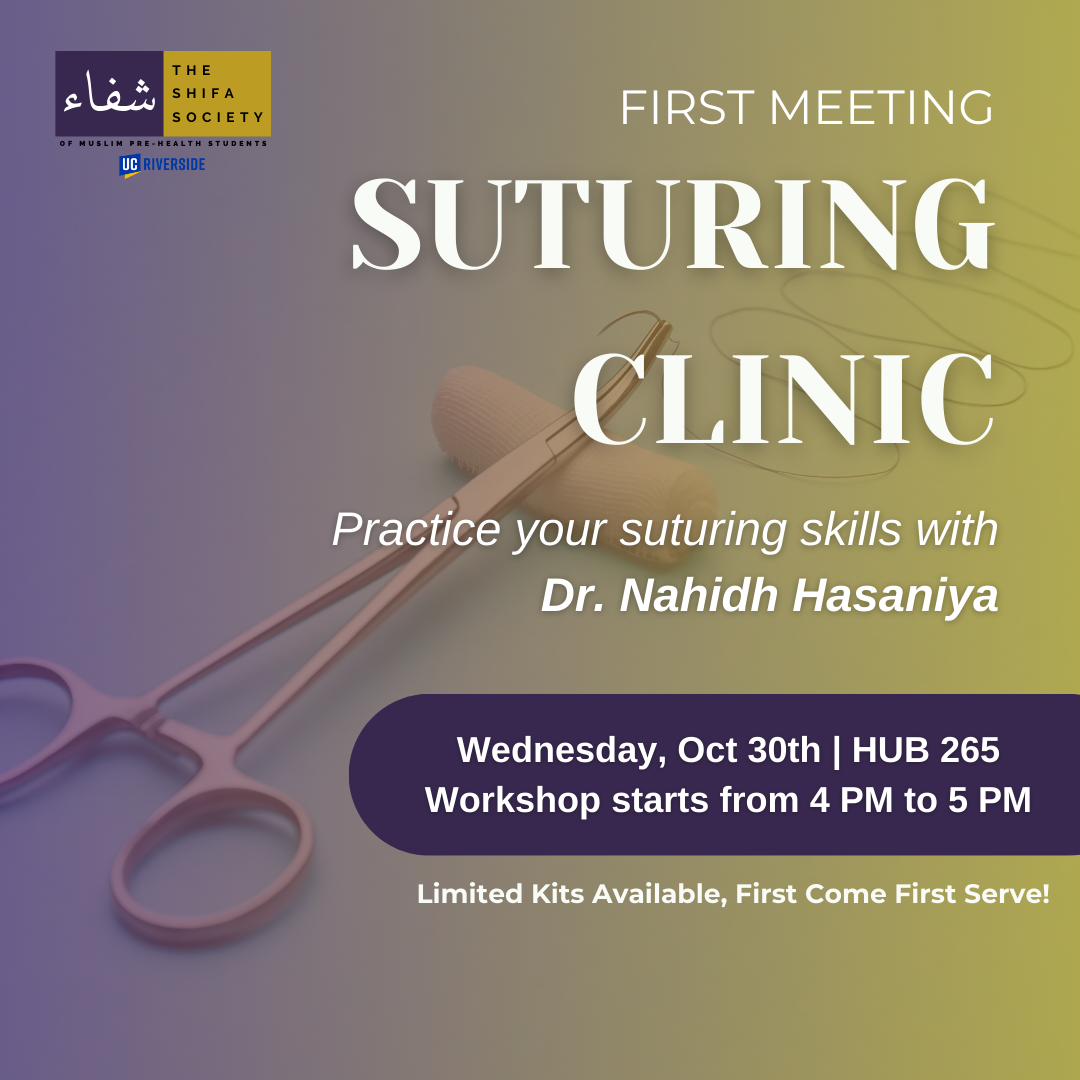 شفاء
THE
SHIFA
SOCIETY
OF MUSLIM PRE-HEALTH STUDENTS
UC RIVERSIDE
FIRST MEETING
SUTURING
CLINIC
Practice your suturing skills with
Dr. Nahidh Hasaniya
Wednesday, Oct 30th | HUB 265
Workshop starts from 4 PM to 5 PM
Limited Kits Available, First Come First Serve!